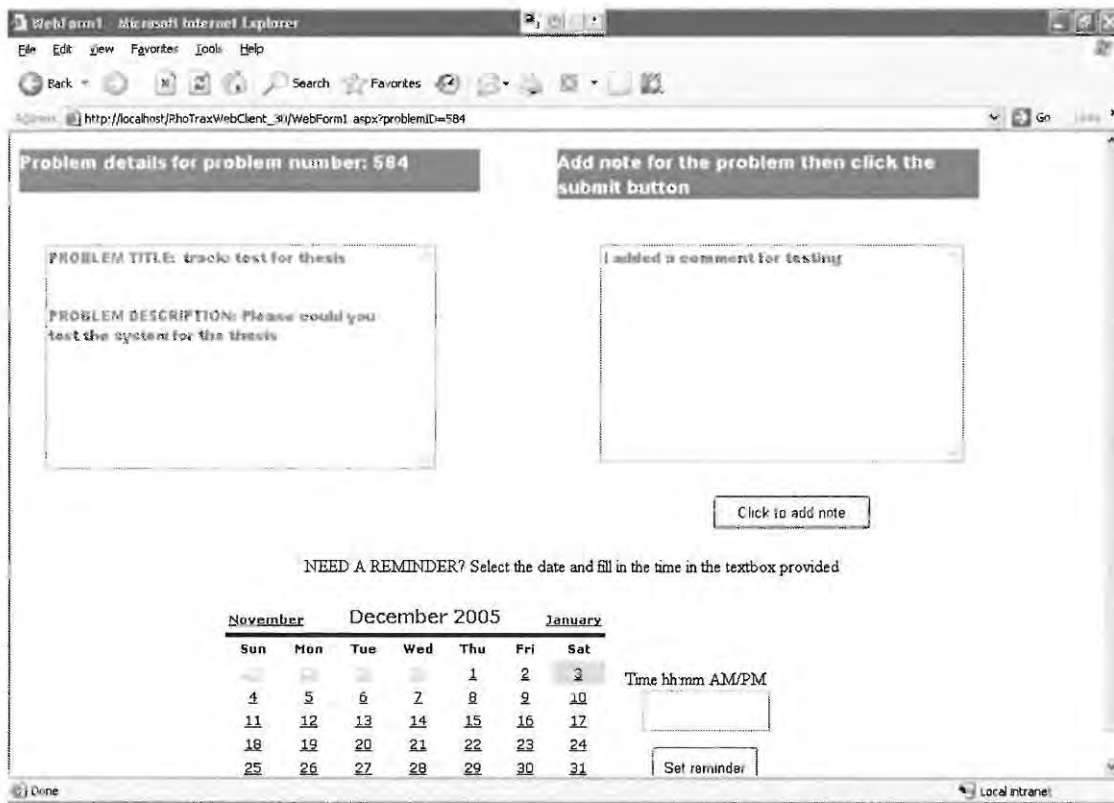 WebForm1 - Microsoft Internet Explorer
File Edit View Favorites Tools Help
Back Search Favorites
Address http://localhost/RhoTraxWebClient_30/WebForm1.aspx?problemID=584 Go Links
Problem details for problem number: 584
Add note for the problem then click the
submit button
PROBLEM TITLE: track test for thesis
PROBLEM DESCRIPTION: Please could you
test the system for the thesis
I added a comment for testing
Click to add note
NEED A REMINDER? Select the date and fill in the time in the textbox provided
November December 2005 January
Sun Mon Tue Wed Thu Fri Sat
1 2 3
4 5 6 7 8 9 10
11 12 13 14 15 16 17
18 19 20 21 22 23 24
25 26 27 28 29 30 31
Time hh:mm AM/PM
Set reminder
Done Local intranet